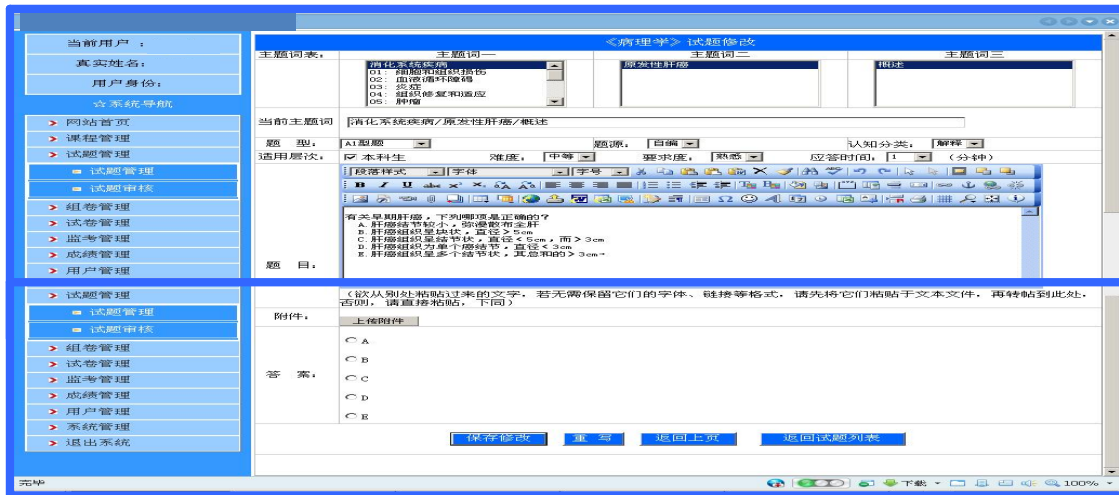 当前用户：
真实姓名：
用户身份：
☆系统导航
网站首页
课程管理
试题管理
试题管理
试题审核
组卷管理
试卷管理
监考管理
成绩管理
用户管理
《病理学》试题修改
主题词表： 主题词一 主题词二 主题词三
消化系统疾病 原发性肝癌 概述
01：细胞和组织损伤
02：血液循环障碍
03：炎症
04：组织修复和适应
05：肿瘤
当前主题词 消化系统疾病/原发性肝癌/概述
题 型： A1型题 题源： 自编 认知分类： 解释
适用层次： 本科生 难度： 中等 要求度： 熟悉 应答时间： 1 （分钟）
段落样式 字体 字号
有关早期肝癌，下列哪项是正确的？
A.肝癌结节较小，弥漫散布全肝
B.肝癌组织呈块状，直径＞5cm
C.肝癌组织呈结节状，直径＜5cm，而＞3cm
D.肝癌组织为单个癌结节，直径＜3cm
E.肝癌组织呈多个结节状，其总和的＞3cm
题 目：
试题管理
试题管理
试题审核
组卷管理
试卷管理
监考管理
成绩管理
用户管理
系统管理
退出系统
（欲从别处粘贴过来的文字，若无需保留它们的字体、链接等格式，请先将它们粘贴于文本文件，再转帖到此处，
否则，请直接粘贴，下同）
附件： 上传附件
答 案：
A
B
C
D
E
保存修改 重 写 返回上页 返回试题列表
完毕 下载 100%